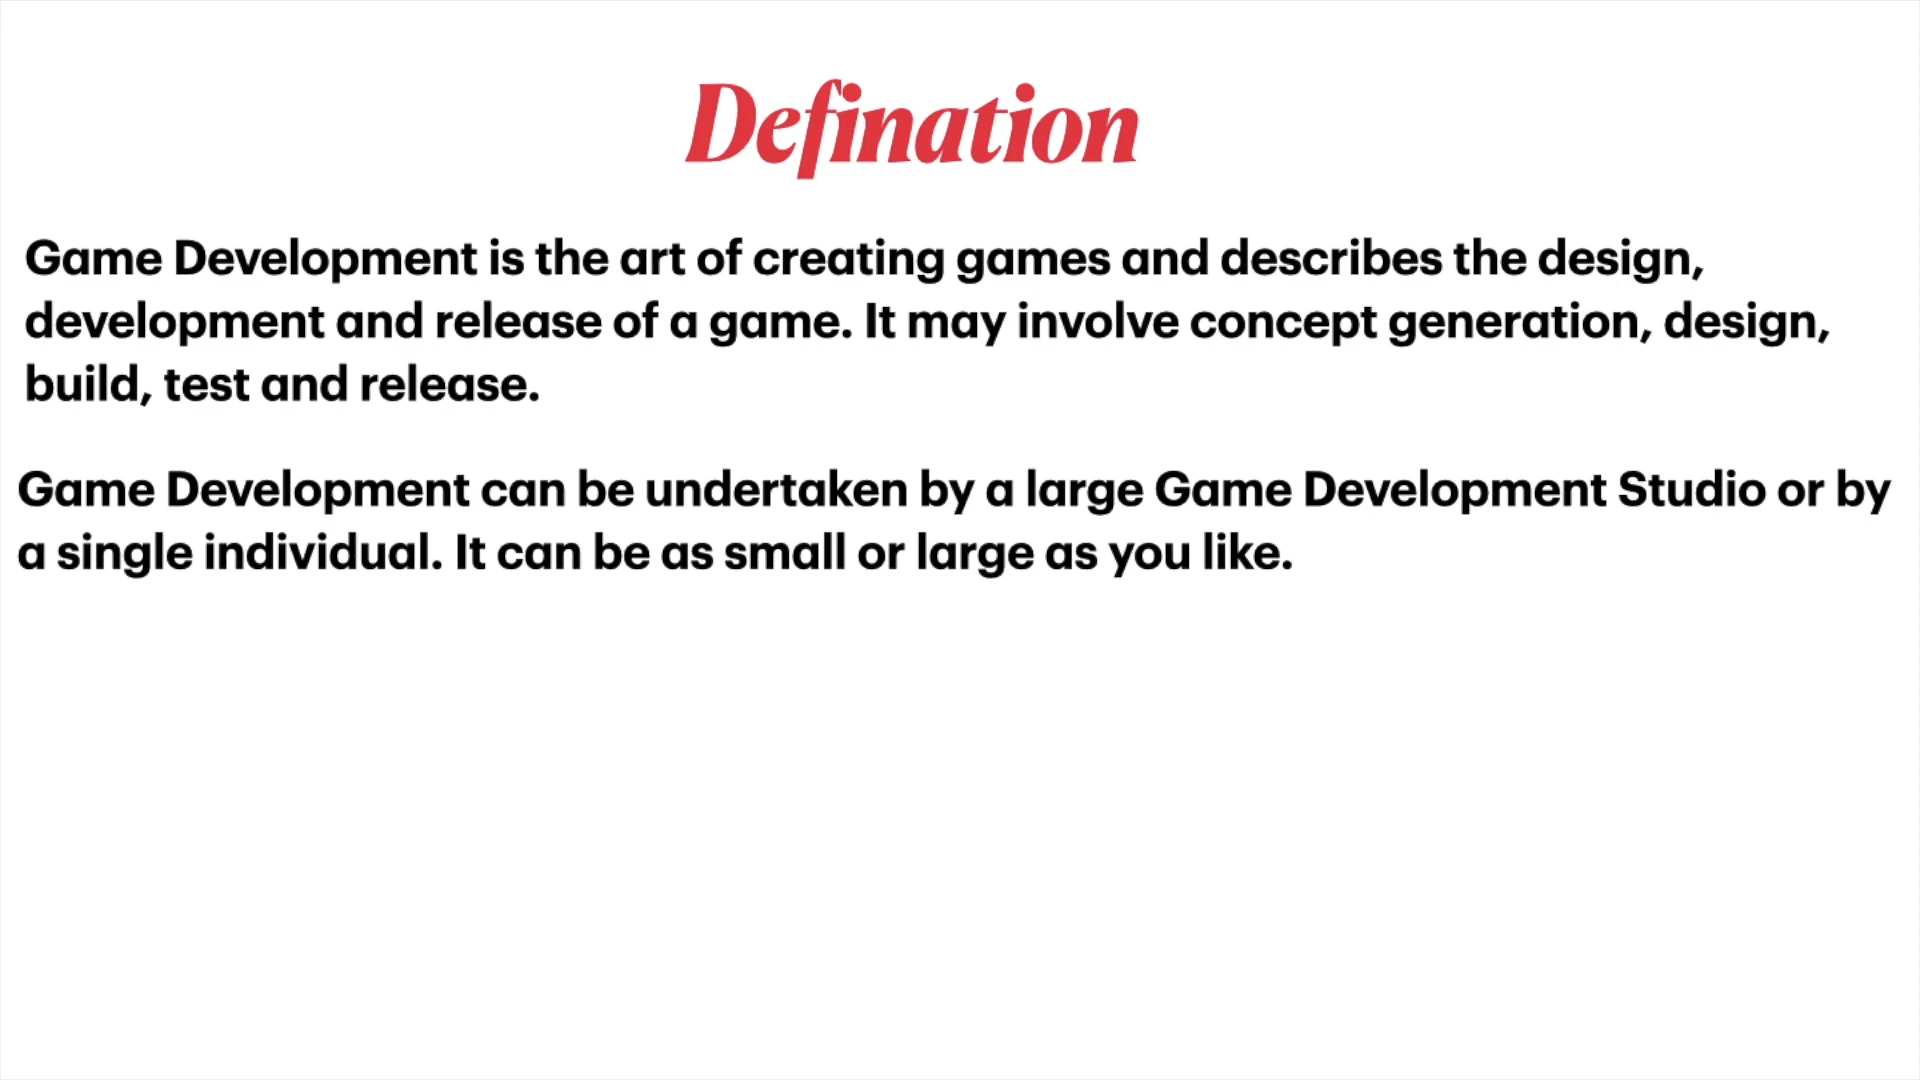 Defination
Game Development is the art of creating games and describes the design,
development and release of a game. It may involve concept generation, design,
build, test and release.
Game Development can be undertaken by a large Game Development Studio or by
a single individual. It can be as small or large as you like.